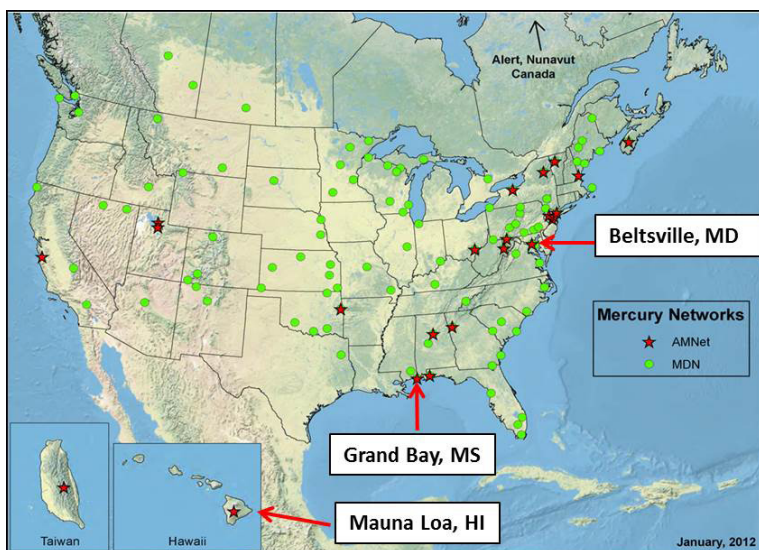 Alert, Nunavut
Canada
Beltsville, MD
Mercury Networks
AMNet
MDN
Grand Bay, MS
Mauna Loa, HI
Taiwan
Hawaii
January, 2012